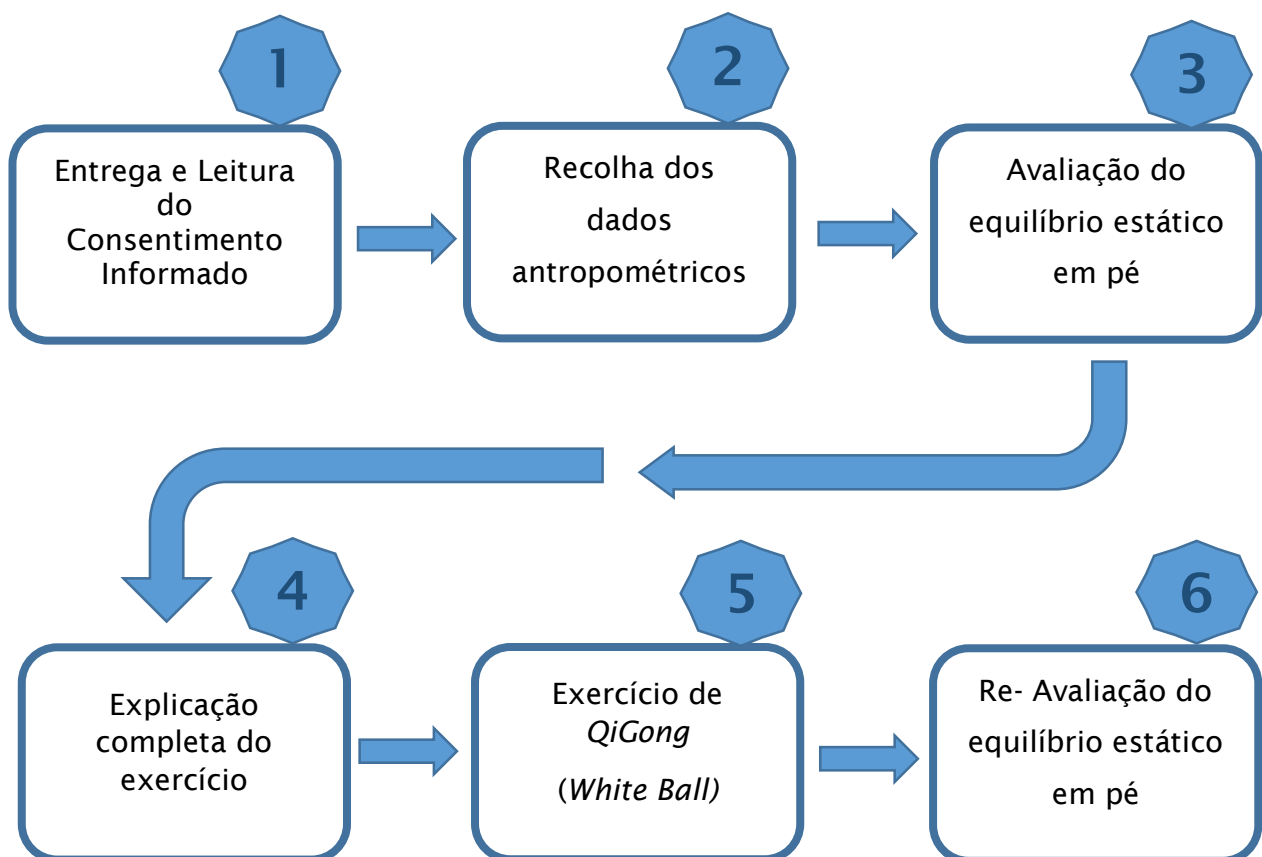 1
Entrega e Leitura
do
Consentimento
Informado
2
Recolha dos
dados
antropométricos
3
Avaliação do
equilíbrio estático
em pé
4
Explicação
completa do
exercício
5
Exercício de
QiGong
(White Ball)
6
Re- Avaliação do
equilíbrio estático
em pé